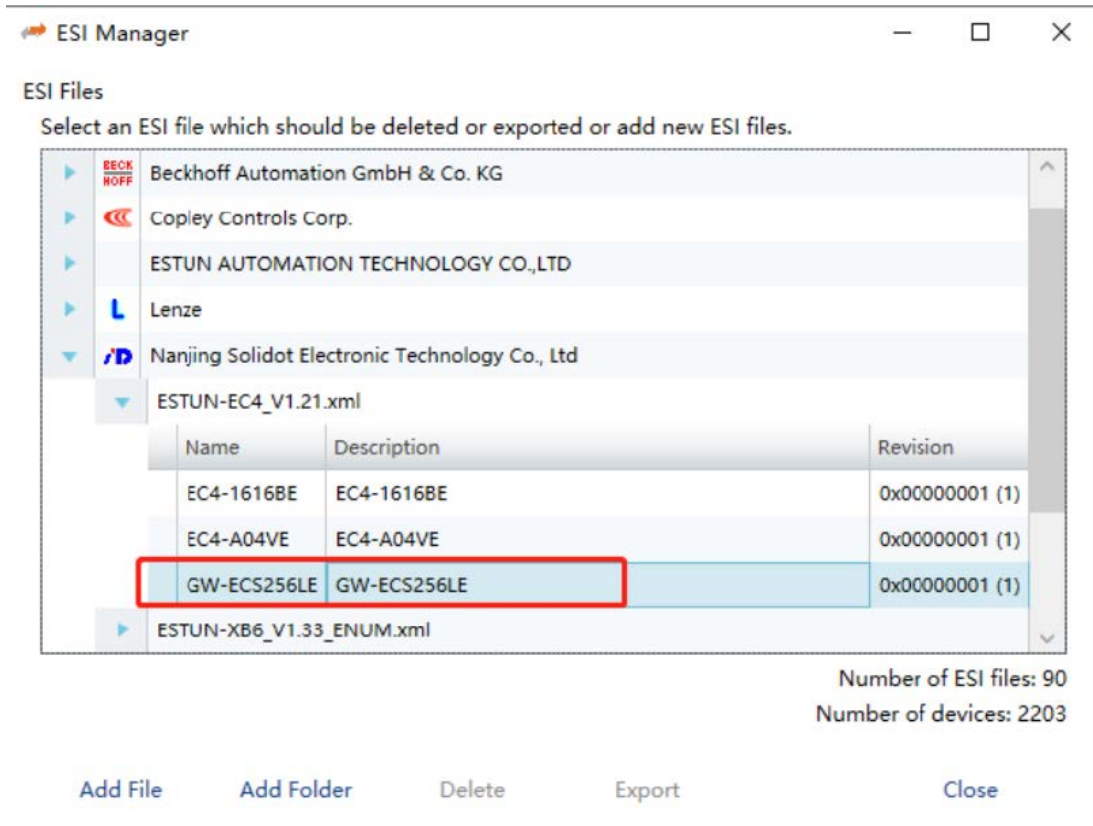 ESI Manager
ESI Files
Select an ESI file which should be deleted or exported or add new ESI files.
BECK
HOFF
Beckhoff Automation GmbH & Co. KG
Copley Controls Corp.
ESTUN AUTOMATION TECHNOLOGY CO.,LTD
L Lenze
Nanjing Solidot Electronic Technology Co., Ltd
ESTUN-EC4_V1.21.xml
Name Description Revision
EC4-1616BE EC4-1616BE 0x00000001 (1)
EC4-A04VE EC4-A04VE 0x00000001 (1)
GW-ECS256LE GW-ECS256LE 0x00000001 (1)
ESTUN-XB6_V1.33_ENUM.xml
Number of ESI files: 90
Number of devices: 2203
Add File Add Folder Delete Export Close